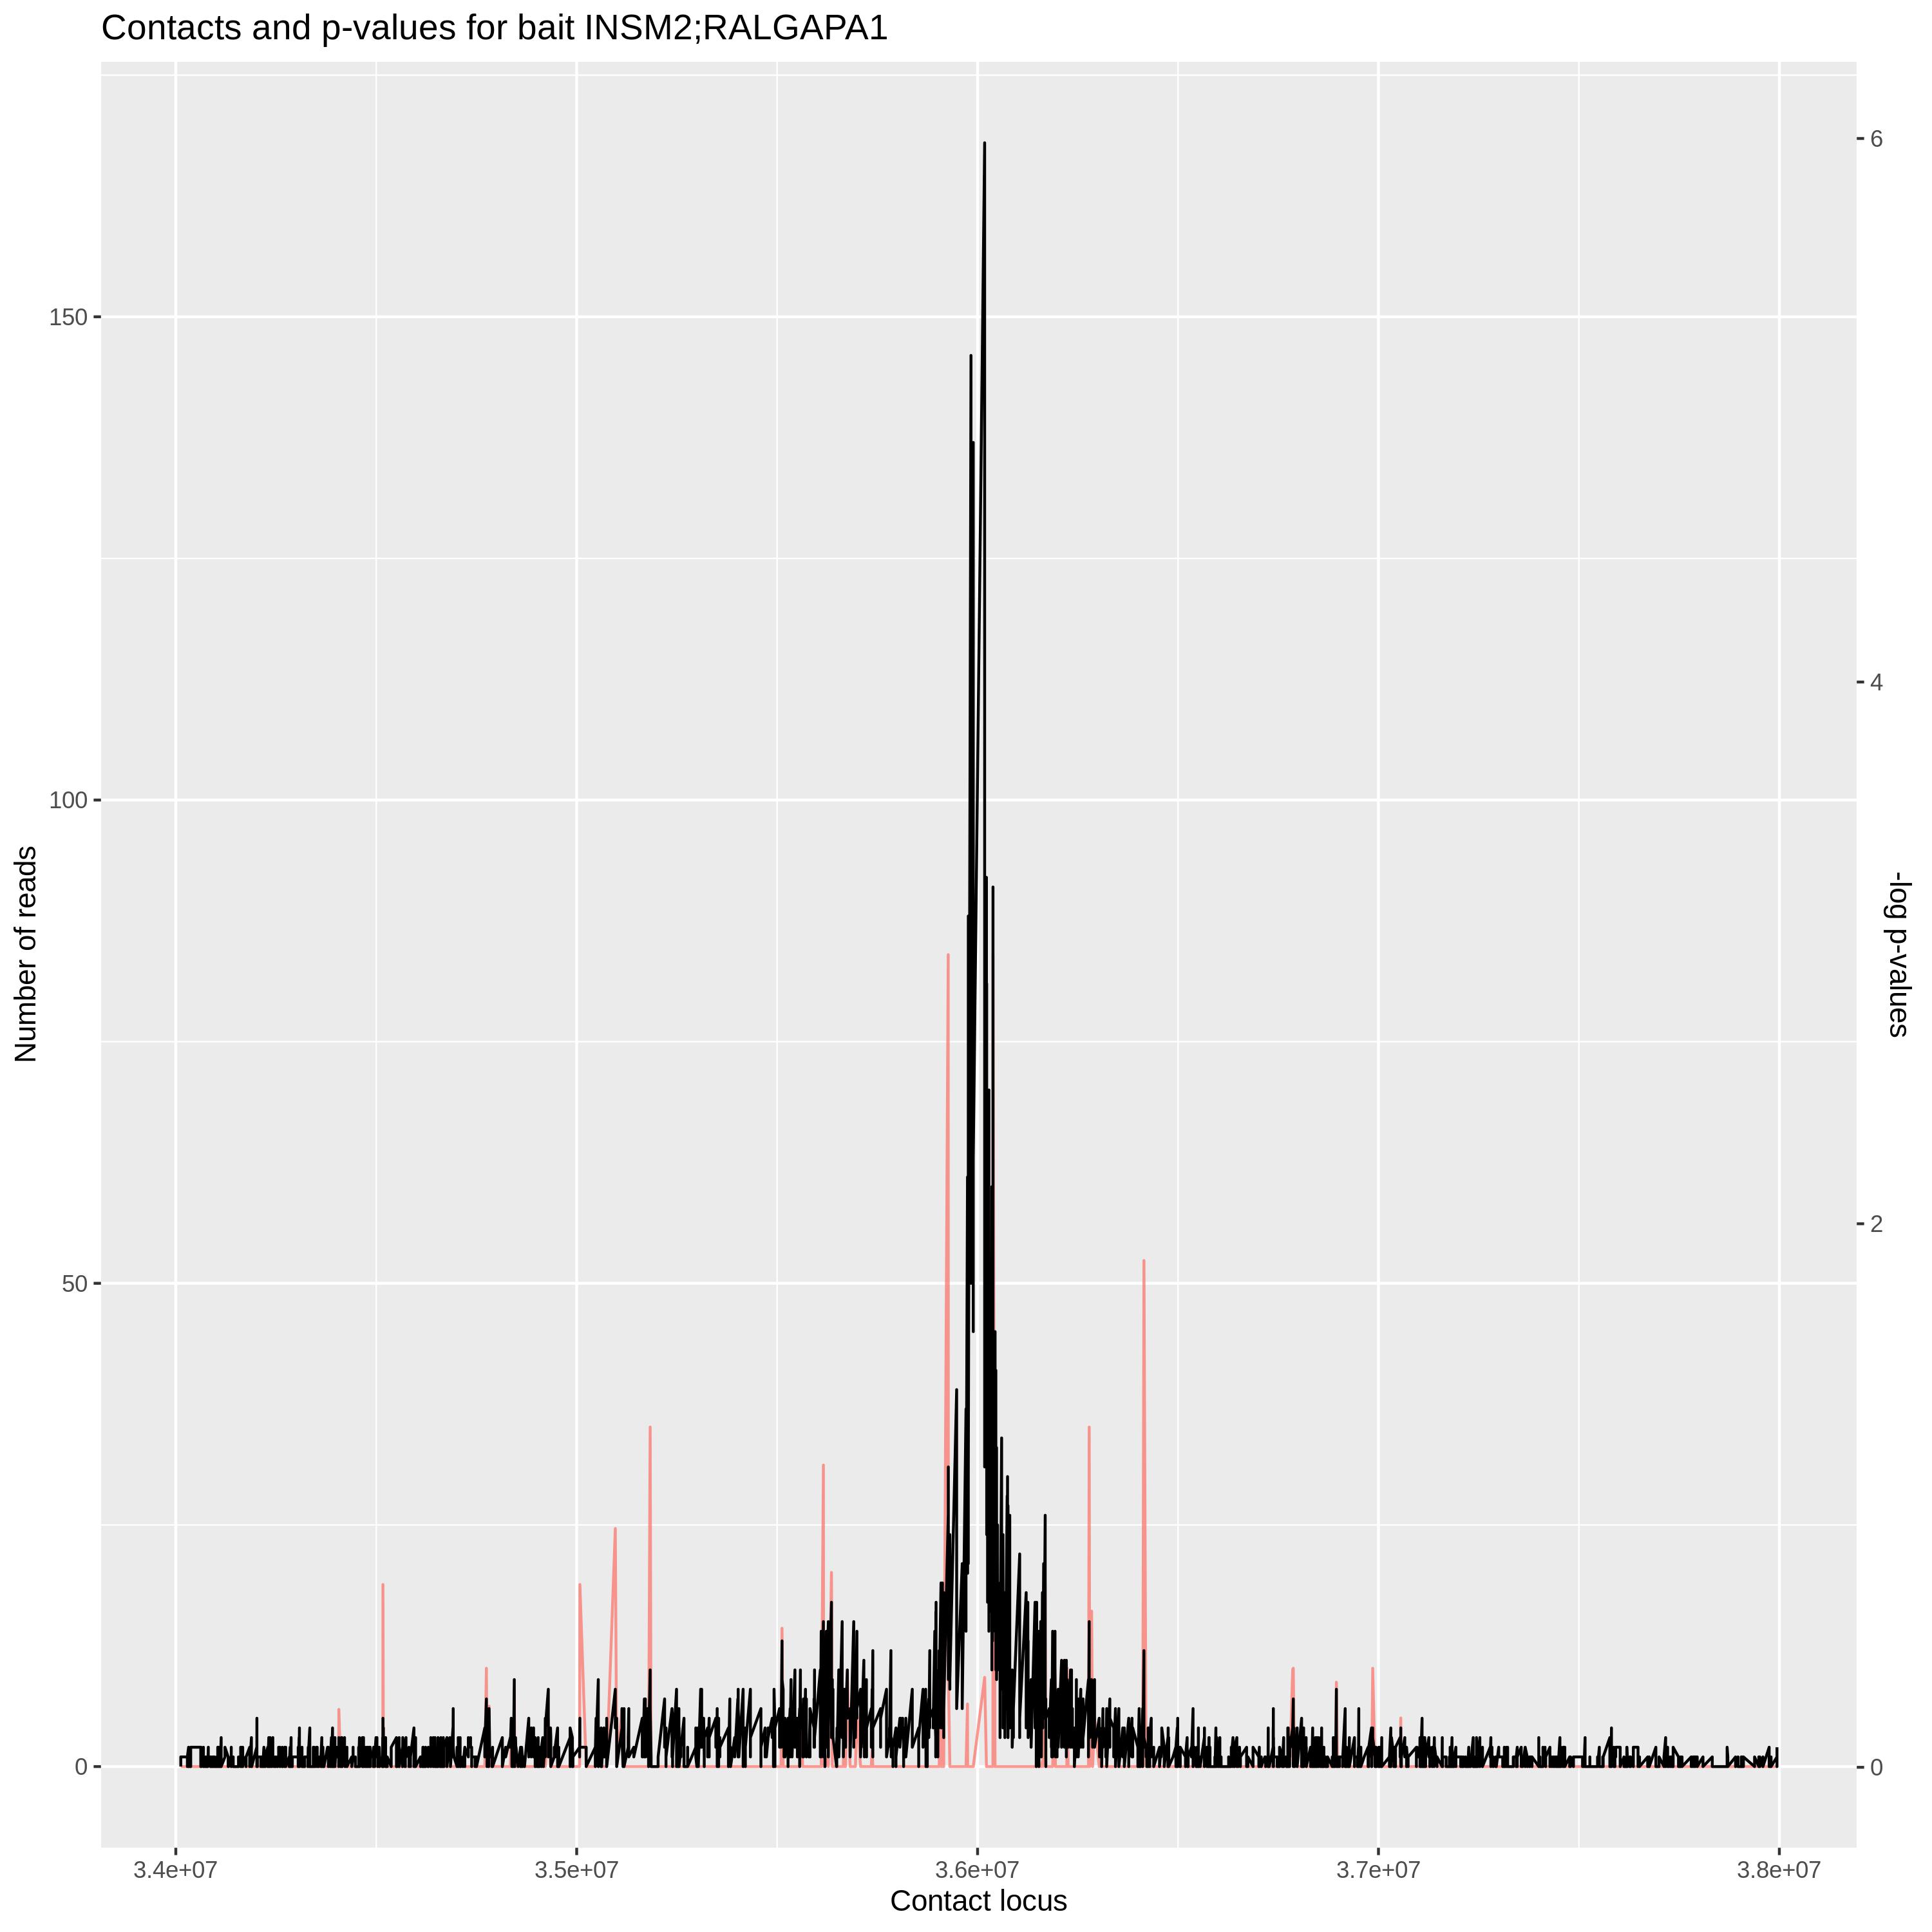 Contacts and p-values for bait INSM2;RALGAPA1
Number of reads
150
100
50
0
6
4
2
0
-log p-values
3.4e+07 3.5e+07 3.6e+07 3.7e+07 3.8e+07
Contact locus